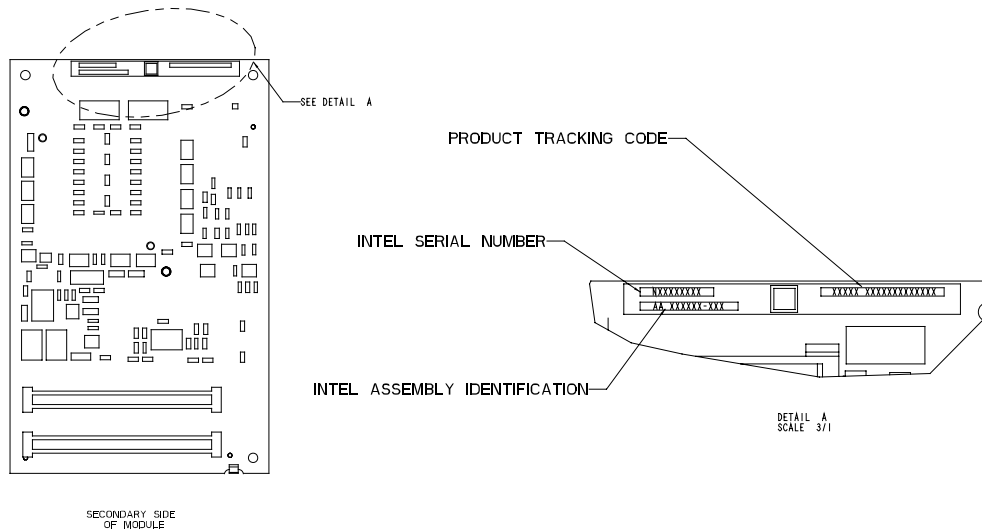 SEE DETAIL A
PRODUCT TRACKING CODE
INTEL SERIAL NUMBER
NXXXXXXXX
XXXXX XXXXXXXXXXXXX
AA XXXXXX-XXX
INTEL ASSEMBLY IDENTIFICATION
DETAIL A
SCALE 3/1
SECONDARY SIDE
OF MODULE